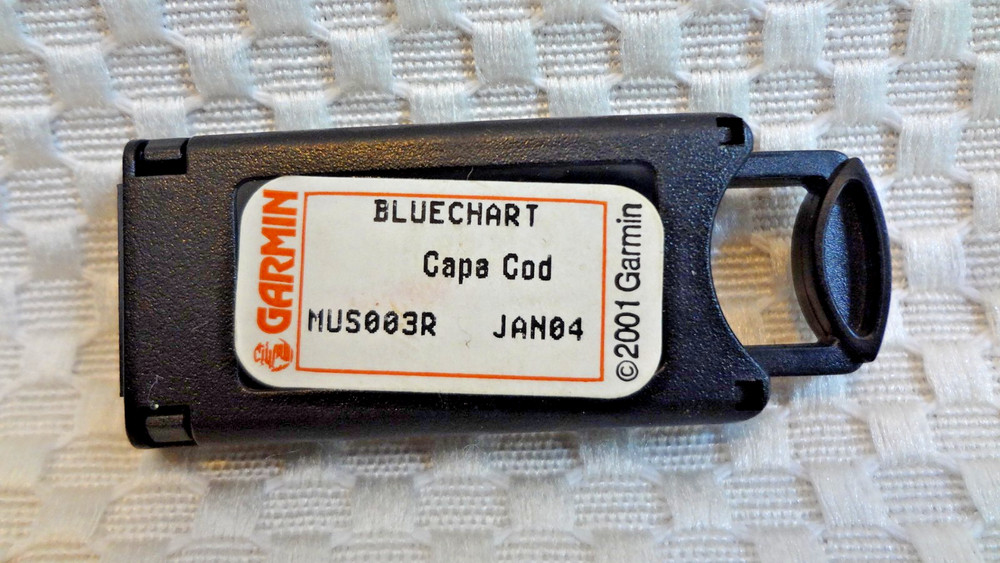 GARMIN
BLUECHART
Capa Cod
MUS003R JAN04
©2001 Garmin